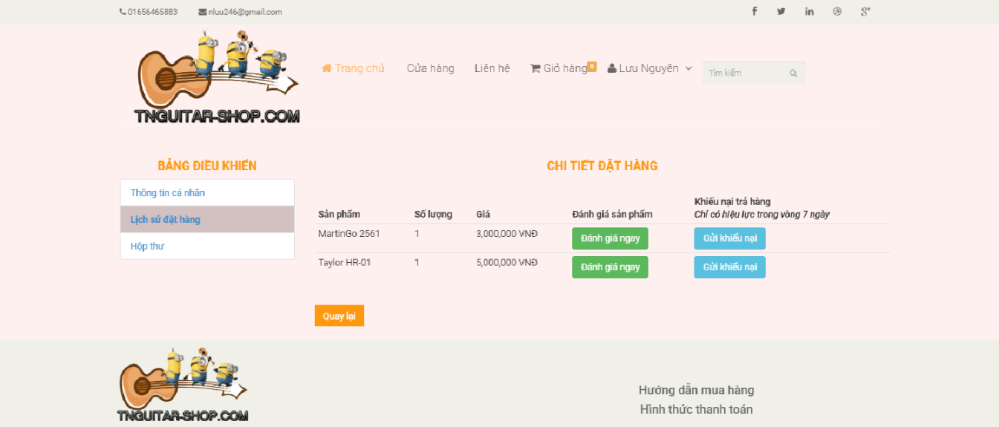 01656465883 nluu246@gmail.com
TNGUITAR-SHOP.COM
Trang chủ Cửa hàng Liên hệ Giỏ hàng 0 Lưu Nguyên Tìm kiếm
BẢNG ĐIỀU KHIỂN
Thông tin cá nhân
Lịch sử đặt hàng
Hộp thư
CHI TIẾT ĐẶT HÀNG
Khiếu nại trả hàng
Sản phẩm Số lượng Giá Đánh giá sản phẩm Chỉ có hiệu lực trong vòng 7 ngày
MartinGo 2561 1 3,000,000 VNĐ Đánh giá ngay Gửi khiếu nại
Taylor HR-01 1 5,000,000 VNĐ Đánh giá ngay Gửi khiếu nại
Quay lại
TNGUITAR-SHOP.COM
Hướng dẫn mua hàng
Hình thức thanh toán